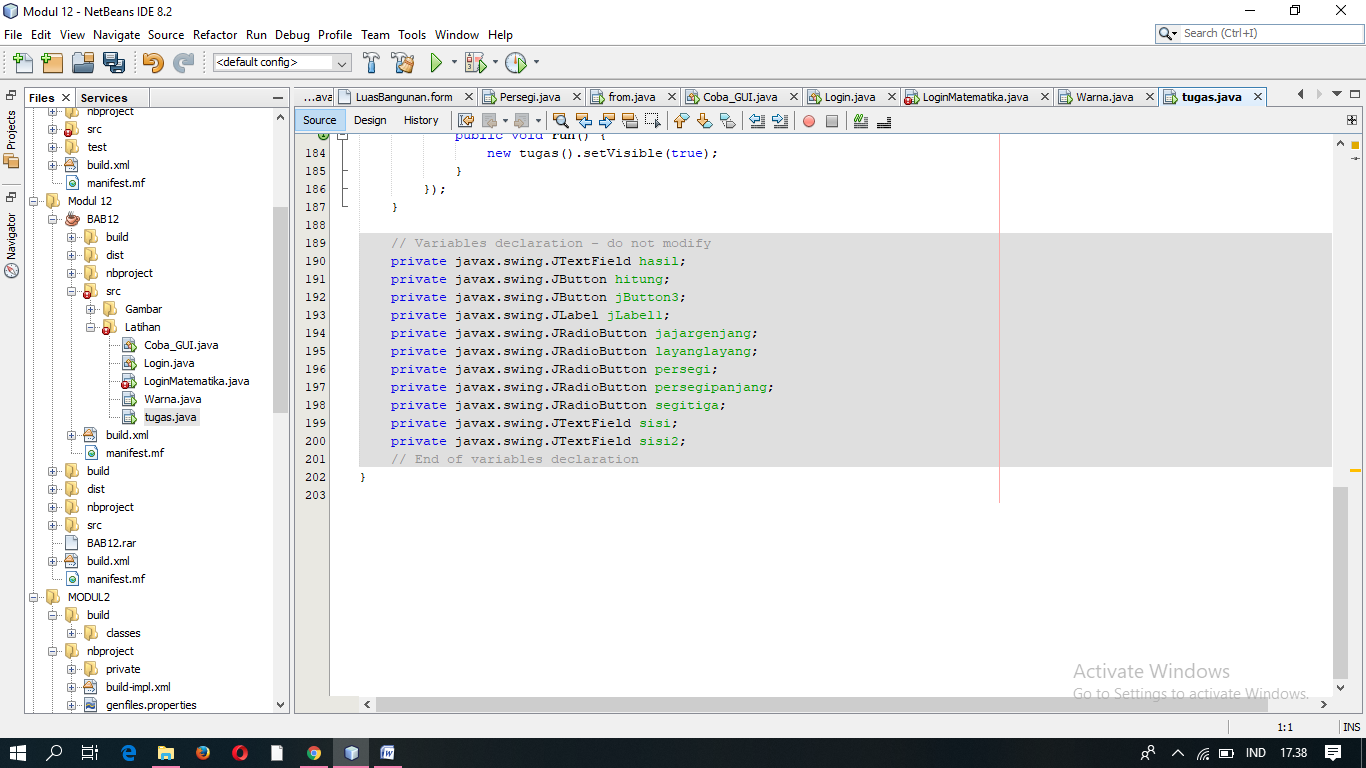 Modul 12 - NetBeans IDE 8.2
File Edit View Navigate Source Refactor Run Debug Profile Team Tools Window Help
Search (Ctrl+I)
<default config>
Projects
Navigator
Files
Services
nbproject
src
test
build.xml
manifest.mf
Modul 12
BAB12
build
dist
nbproject
src
Gambar
Latihan
Coba_GUI.java
Login.java
LoginMatematika.java
Warna.java
tugas.java
build.xml
manifest.mf
build
dist
nbproject
src
BAB12.rar
build.xml
manifest.mf
MODUL2
build
classes
nbproject
private
build-impl.xml
genfiles.properties
...ava LuasBangunan.form Persegi.java from.java Coba_GUI.java Login.java LoginMatematika.java Warna.java tugas.java
Source Design History
public void run() {
184 new tugas().setVisible(true);
185 }
186 });
187 }
188
189 // Variables declaration - do not modify
190 private javax.swing.JTextField hasil;
191 private javax.swing.JButton hitung;
192 private javax.swing.JButton jButton3;
193 private javax.swing.JLabel jLabel1;
194 private javax.swing.JRadioButton jajargenjang;
195 private javax.swing.JRadioButton layanglayang;
196 private javax.swing.JRadioButton persegi;
197 private javax.swing.JRadioButton persegipanjang;
198 private javax.swing.JRadioButton segitiga;
199 private javax.swing.JTextField sisi;
200 private javax.swing.JTextField sisi2;
201 // End of variables declaration
202 }
203
Activate Windows
Go to Settings to activate Windows.
1:1 INS
IND 17.38